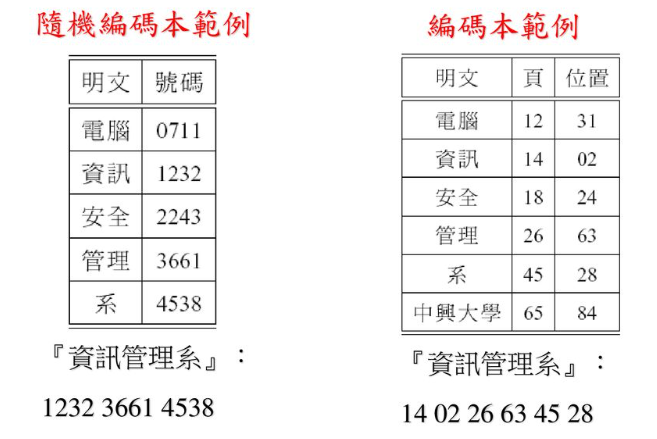 隨機編碼本範例
明文 號碼
電腦 0711
資訊 1232
安全 2243
管理 3661
系 4538
『資訊管理系』：
1232 3661 4538
編碼本範例
明文 頁 位置
電腦 12 31
資訊 14 02
安全 18 24
管理 26 63
系 45 28
中興大學 65 84
『資訊管理系』：
14 02 26 63 45 28